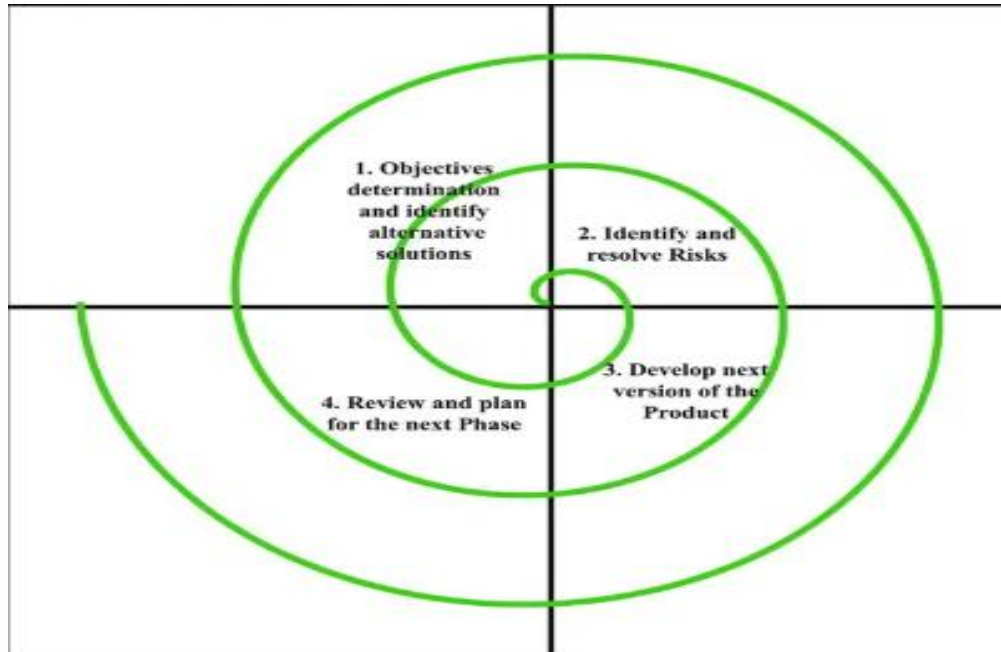 1. Objectives
determination
and identify
alternative
solutions
2. Identify and
resolve Risks
3. Develop next
version of the
Product
4. Review and plan
for the next Phase